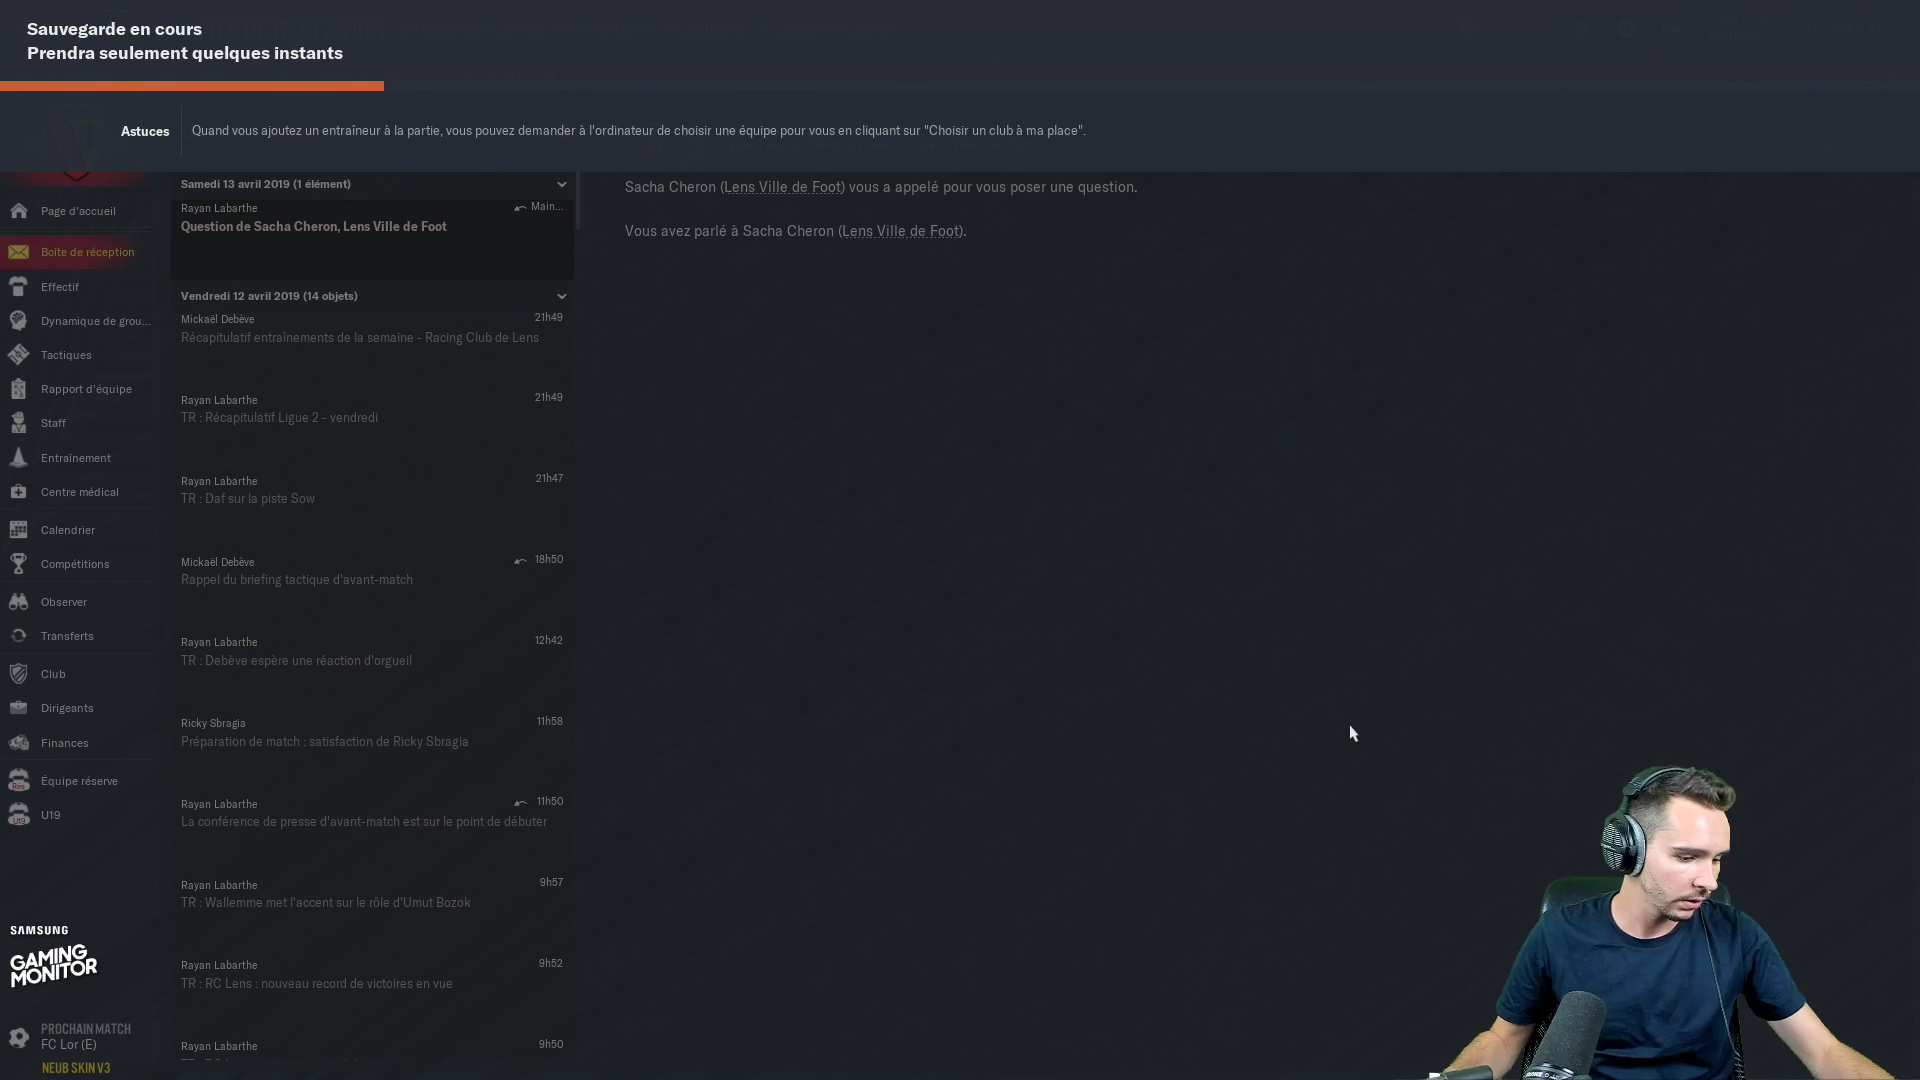 Sauvegarde en cours
Prendra seulement quelques instants
Astuces
Quand vous ajoutez un entraîneur à la partie, vous pouvez demander à l'ordinateur de choisir une équipe pour vous en cliquant sur "Choisir un club à ma place".
Page d'accueil
Boîte de réception
Effectif
Dynamique de grou...
Tactiques
Rapport d'équipe
Staff
Entraînement
Centre médical
Calendrier
Compétitions
Observer
Transferts
Club
Dirigeants
Finances
Équipe réserve
U19
SAMSUNG
GAMING
MONITOR
PROCHAIN MATCH
FC Lor (E)
NEUB SKIN V3
Samedi 13 avril 2019 (1 élément)
Rayan Labarthe Main...
Question de Sacha Cheron, Lens Ville de Foot
Vendredi 12 avril 2019 (14 objets)
Mickaël Debève 21h49
Récapitulatif entraînements de la semaine - Racing Club de Lens
Rayan Labarthe 21h49
TR : Récapitulatif Ligue 2 - vendredi
Rayan Labarthe 21h47
TR : Daf sur la piste Sow
Mickaël Debève 18h50
Rappel du briefing tactique d'avant-match
Rayan Labarthe 12h42
TR : Debève espère une réaction d'orgueil
Ricky Sbragia 11h58
Préparation de match : satisfaction de Ricky Sbragia
Rayan Labarthe 11h50
La conférence de presse d'avant-match est sur le point de débuter
Rayan Labarthe 9h57
TR : Wallemme met l'accent sur le rôle d'Umut Bozok
Rayan Labarthe 9h52
TR : RC Lens : nouveau record de victoires en vue
Rayan Labarthe 9h50
Sacha Cheron (Lens Ville de Foot) vous a appelé pour vous poser une question.
Vous avez parlé à Sacha Cheron (Lens Ville de Foot).